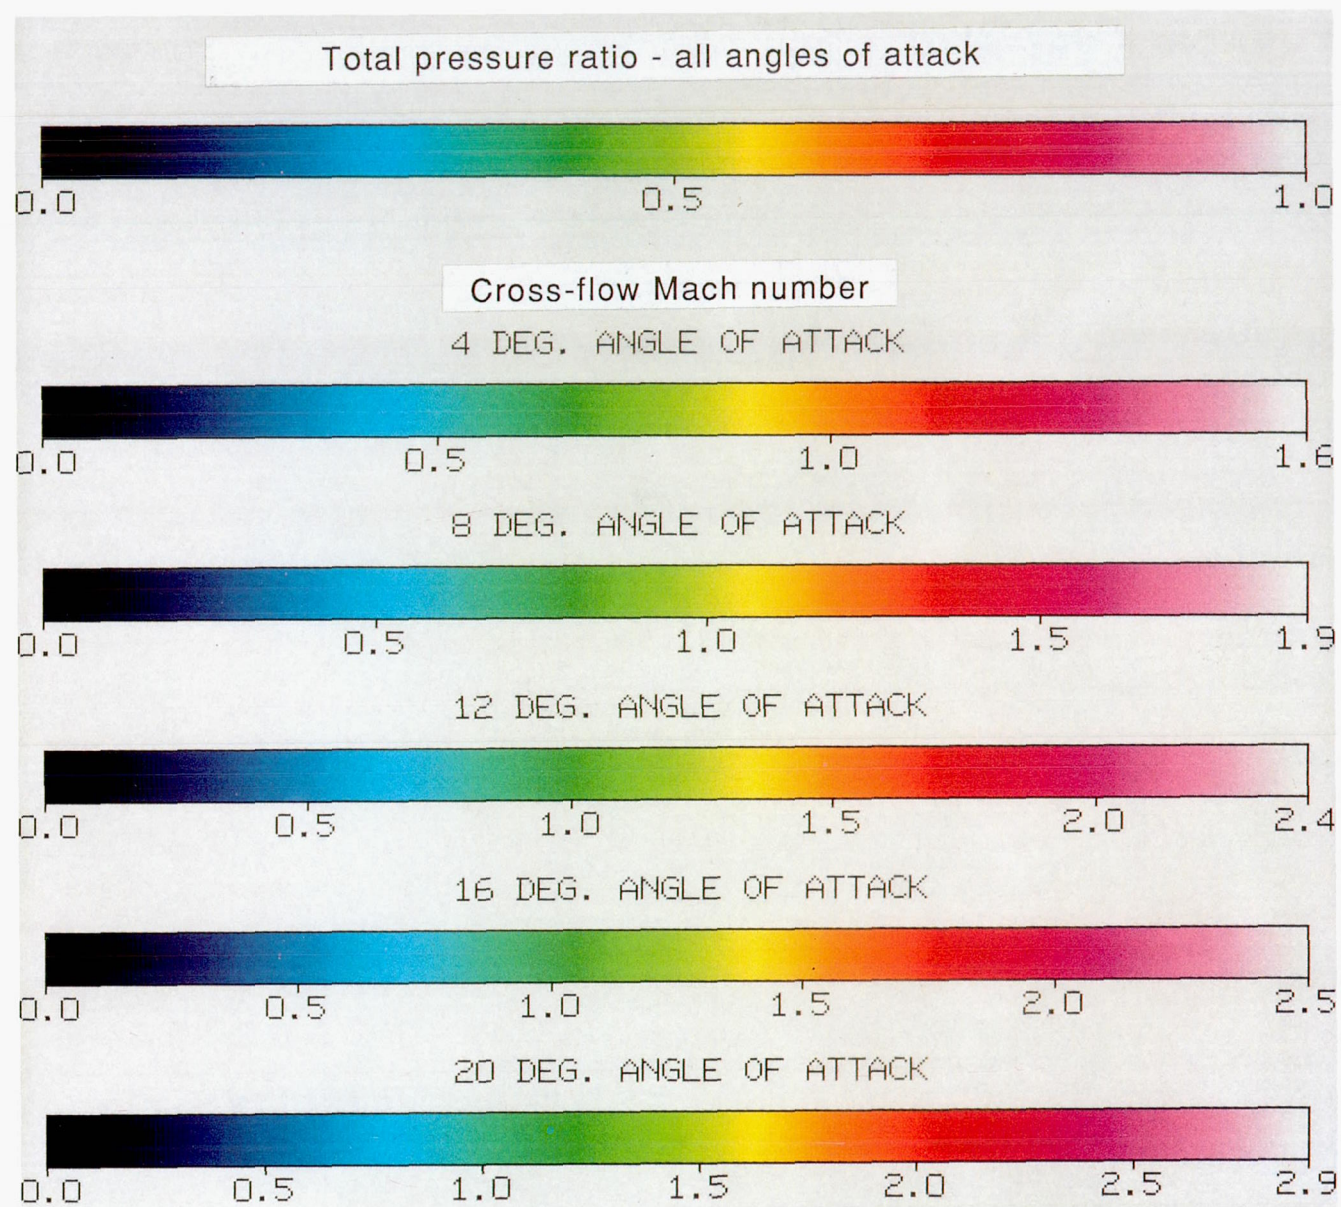 Total pressure ratio - all angles of attack
0.0 0.5 1.0
Cross-flow Mach number
4 DEG. ANGLE OF ATTACK
0.0 0.5 1.0 1.6
8 DEG. ANGLE OF ATTACK
0.0 0.5 1.0 1.5 1.9
12 DEG. ANGLE OF ATTACK
0.0 0.5 1.0 1.5 2.0 2.4
16 DEG. ANGLE OF ATTACK
0.0 0.5 1.0 1.5 2.0 2.5
20 DEG. ANGLE OF ATTACK
0.0 0.5 1.0 1.5 2.0 2.5 2.9